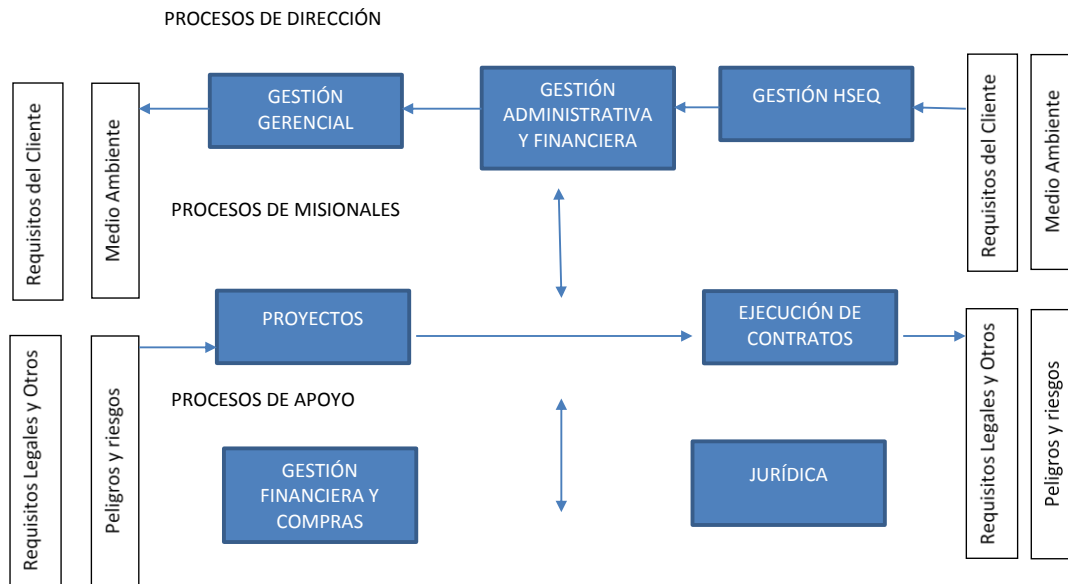 PROCESOS DE DIRECCIÓN
Requisitos del Cliente
Medio Ambiente
GESTIÓN
GERENCIAL
GESTIÓN
ADMINISTRATIVA
Y FINANCIERA
GESTIÓN HSEQ
Requisitos del Cliente
Medio Ambiente
PROCESOS DE MISIONALES
Requisitos Legales y Otros
Peligros y riesgos
PROYECTOS
EJECUCIÓN DE
CONTRATOS
Requisitos Legales y Otros
Peligros y riesgos
PROCESOS DE APOYO
GESTIÓN
FINANCIERA Y
COMPRAS
JURÍDICA